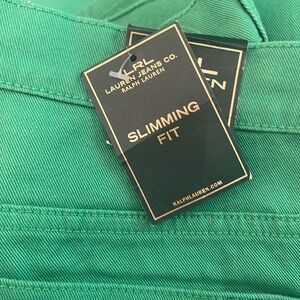 LRL
LAUREN JEANS CO.
RALPH LAUREN
SLIMMING
FIT
RALPHLAUREN.COM